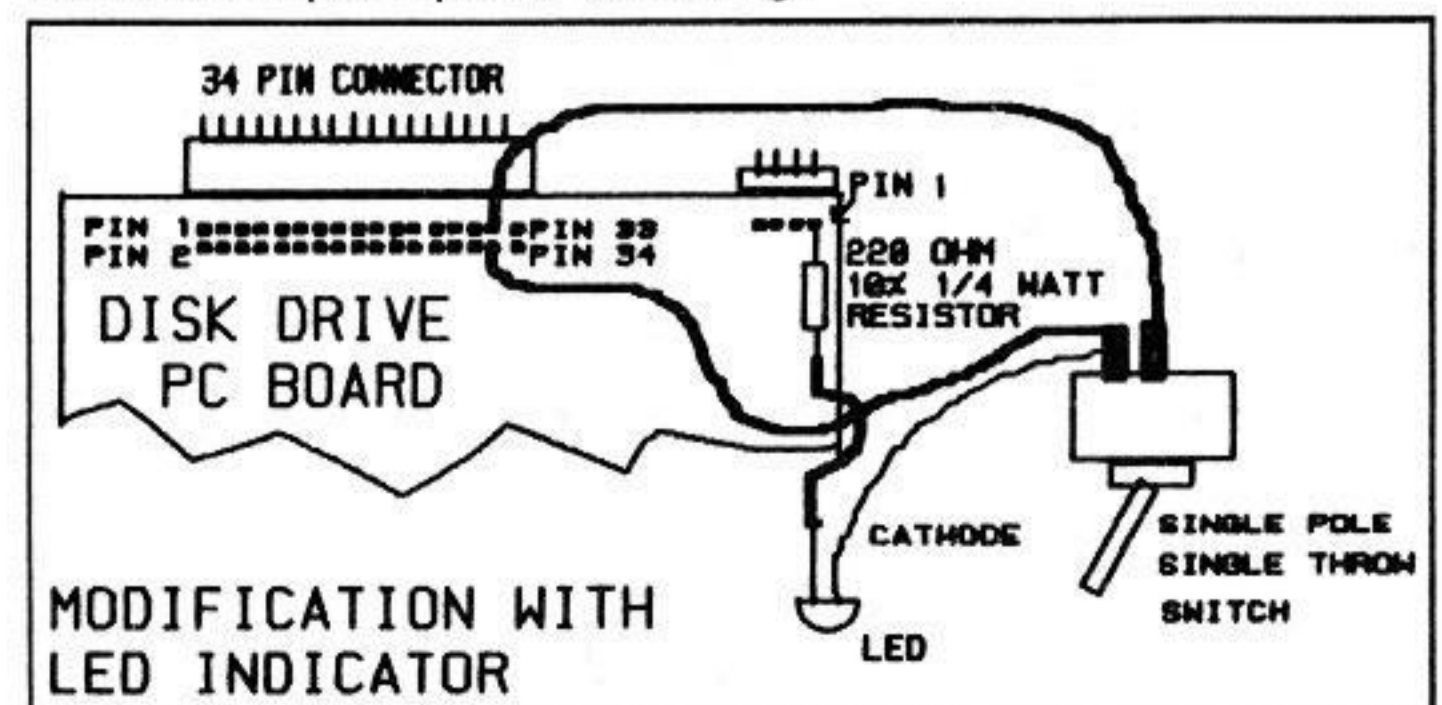 34 PIN CONNECTOR
PIN 1
PIN 1
PIN 33
PIN 2
PIN 34
220 OHM
10% 1/4 WATT
RESISTOR
DISK DRIVE
PC BOARD
CATHODE
SINGLE POLE
SINGLE THROW
SWITCH
LED
MODIFICATION WITH
LED INDICATOR